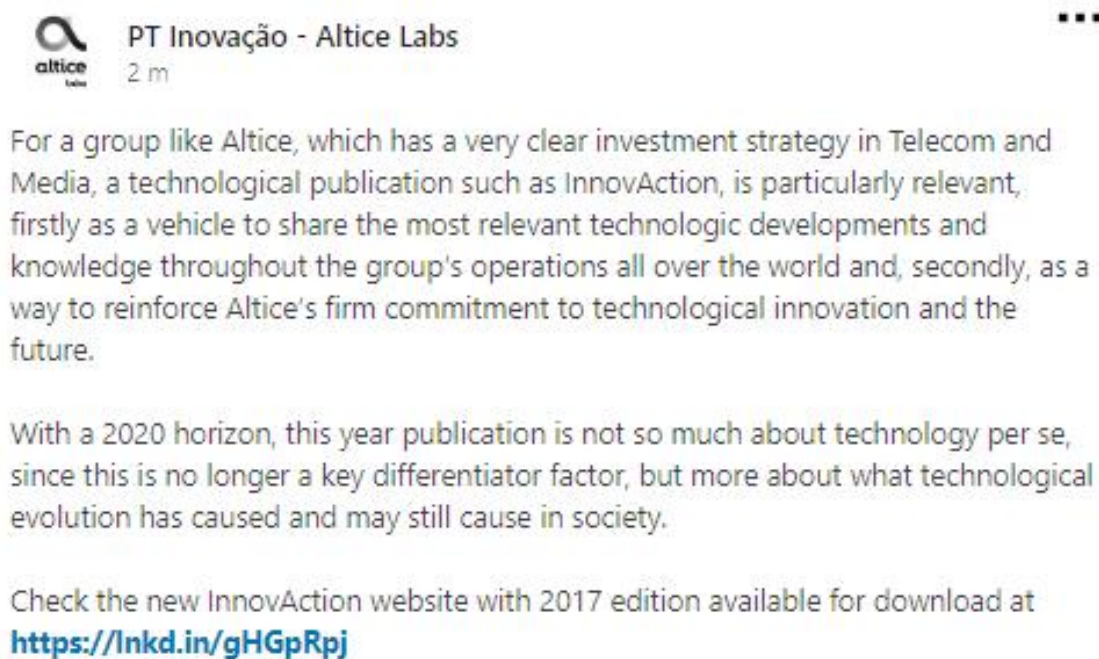 PT Inovação - Altice Labs
altice
labs
2 m
For a group like Altice, which has a very clear investment strategy in Telecom and
Media, a technological publication such as InnovAction, is particularly relevant,
firstly as a vehicle to share the most relevant technologic developments and
knowledge throughout the group's operations all over the world and, secondly, as a
way to reinforce Altice's firm commitment to technological innovation and the
future.
With a 2020 horizon, this year publication is not so much about technology per se,
since this is no longer a key differentiator factor, but more about what technological
evolution has caused and may still cause in society.
Check the new InnovAction website with 2017 edition available for download at
https://lnkd.in/gHGpRpj